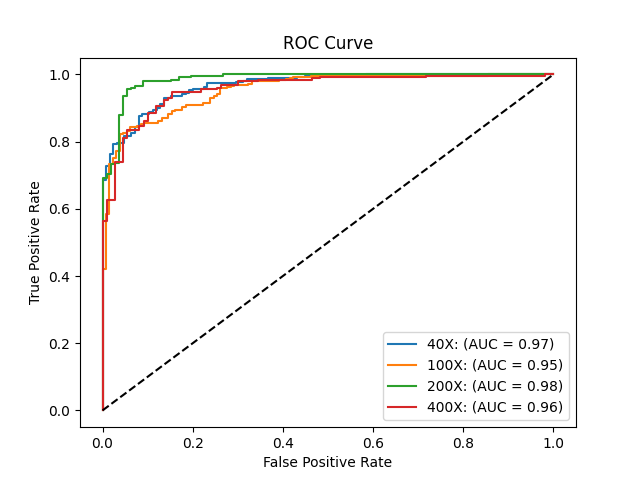 ROC Curve
True Positive Rate
1.0
0.8
0.6
0.4
0.2
0.0
0.0 0.2 0.4 0.6 0.8 1.0
False Positive Rate
40X: (AUC = 0.97)
100X: (AUC = 0.95)
200X: (AUC = 0.98)
400X: (AUC = 0.96)